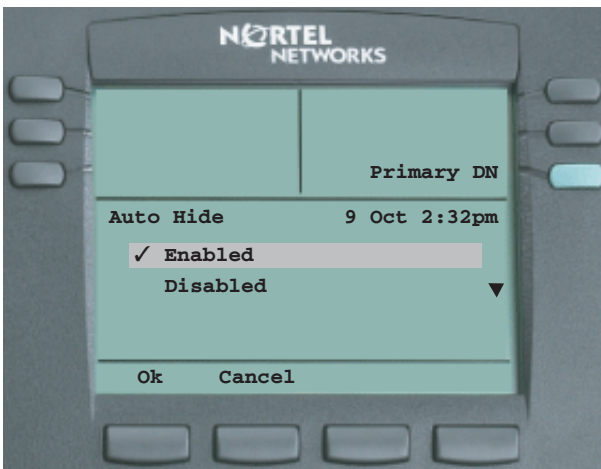 NORTEL
NETWORKS
Primary DN
Auto Hide 9 Oct 2:32pm
✓ Enabled
Disabled ▼
Ok Cancel